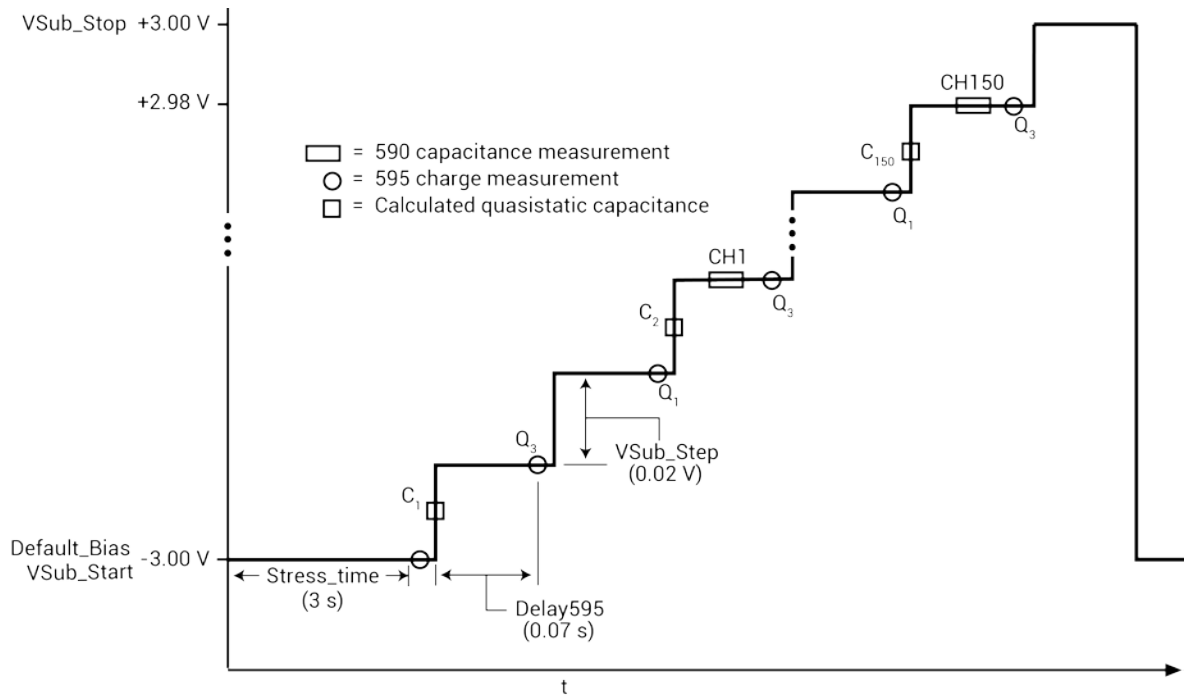 VSub_Stop +3.00 V
+2.98 V
CH150
Q₃
C₁₅₀
Q₁
= 590 capacitance measurement
= 595 charge measurement
= Calculated quasistatic capacitance
CH1
Q₃
C₂
Q₁
VSub_Step
(0.02 V)
Q₃
C₁
Default_Bias -3.00 V
VSub_Start
Stress_time
(3 s)
Delay595
(0.07 s)
t